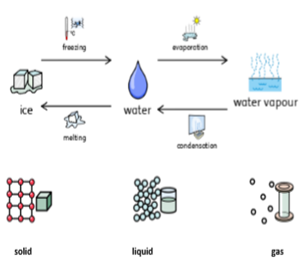 °C
freezing
evaporation
ice
water
water vapour
melting
condensation
solid
liquid
gas